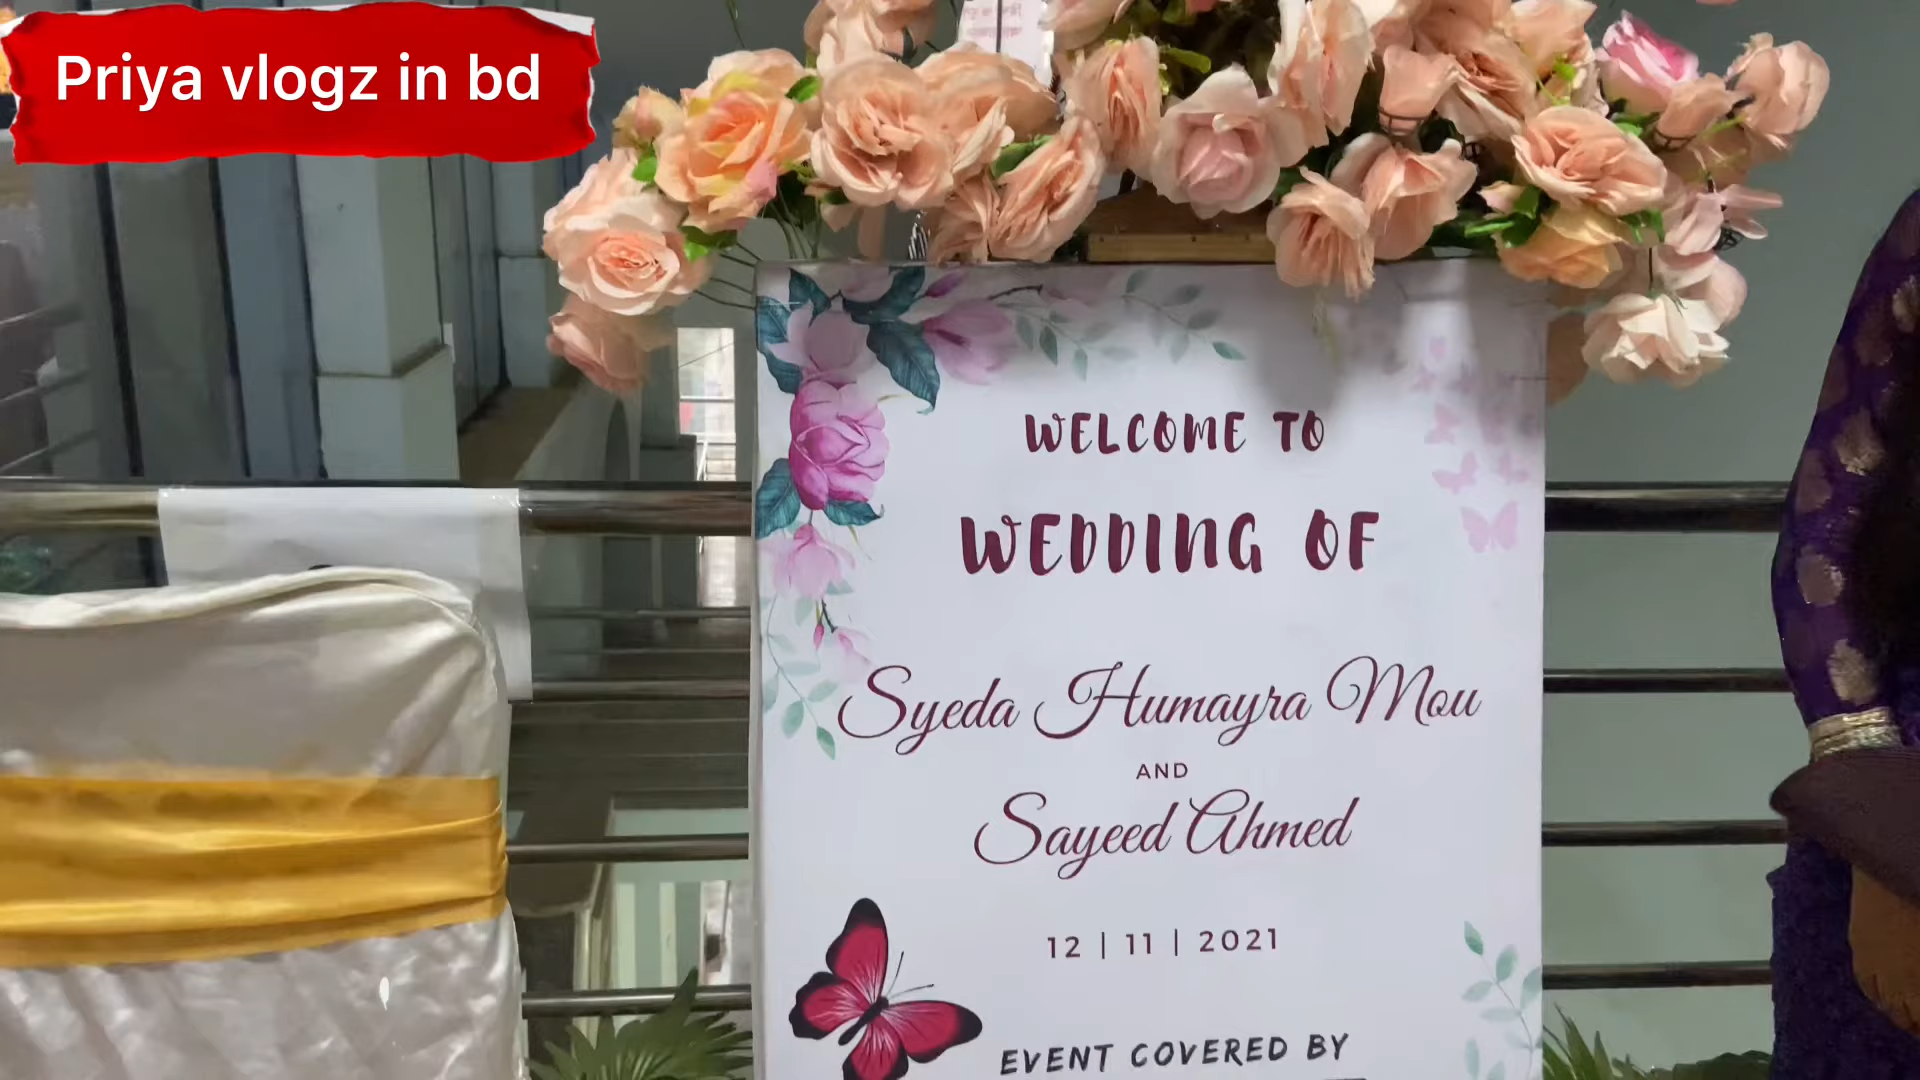 Priya vlogz in bd
WELCOME TO
WEDDING OF
Syeda Humayra Mou
AND
Sayeed Ahmed
12 | 11 | 2021
EVENT COVERED BY